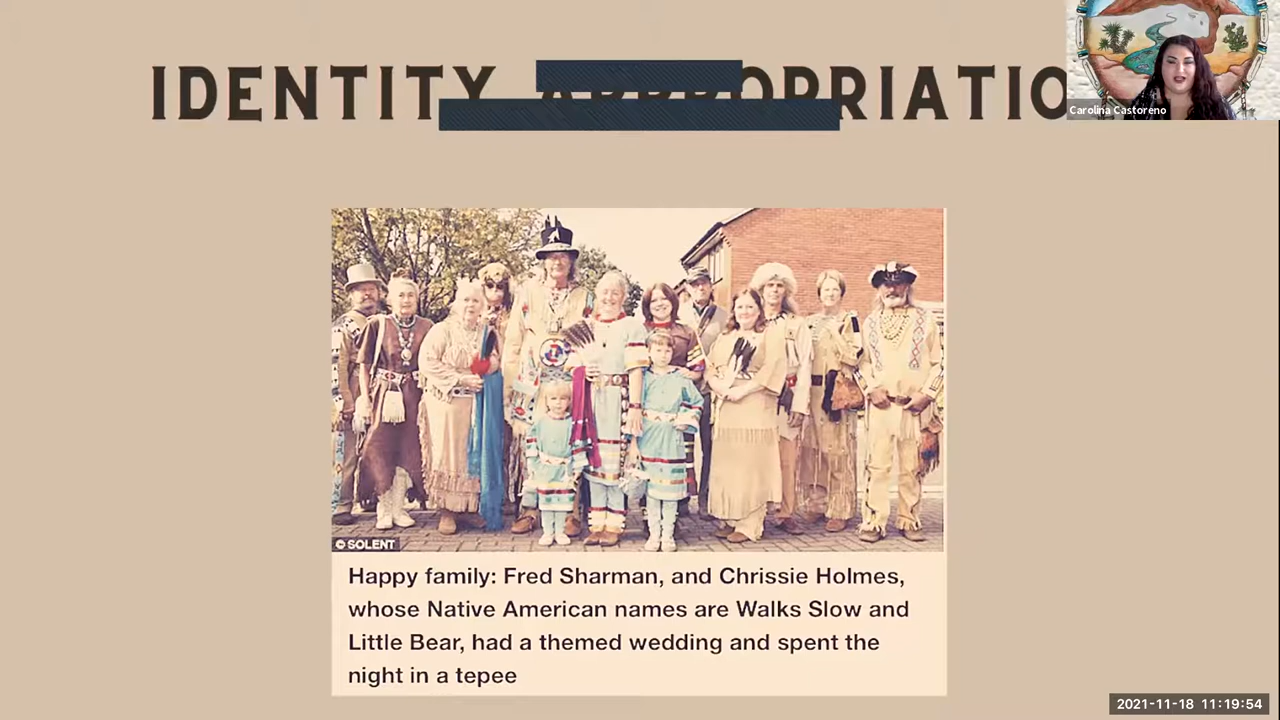 IDENTITY APPROPRIATIO
Carolina Castoreno
© SOLENT
Happy family: Fred Sharman, and Chrissie Holmes,
whose Native American names are Walks Slow and
Little Bear, had a themed wedding and spent the
night in a tepee
2021-11-18 11:19:54